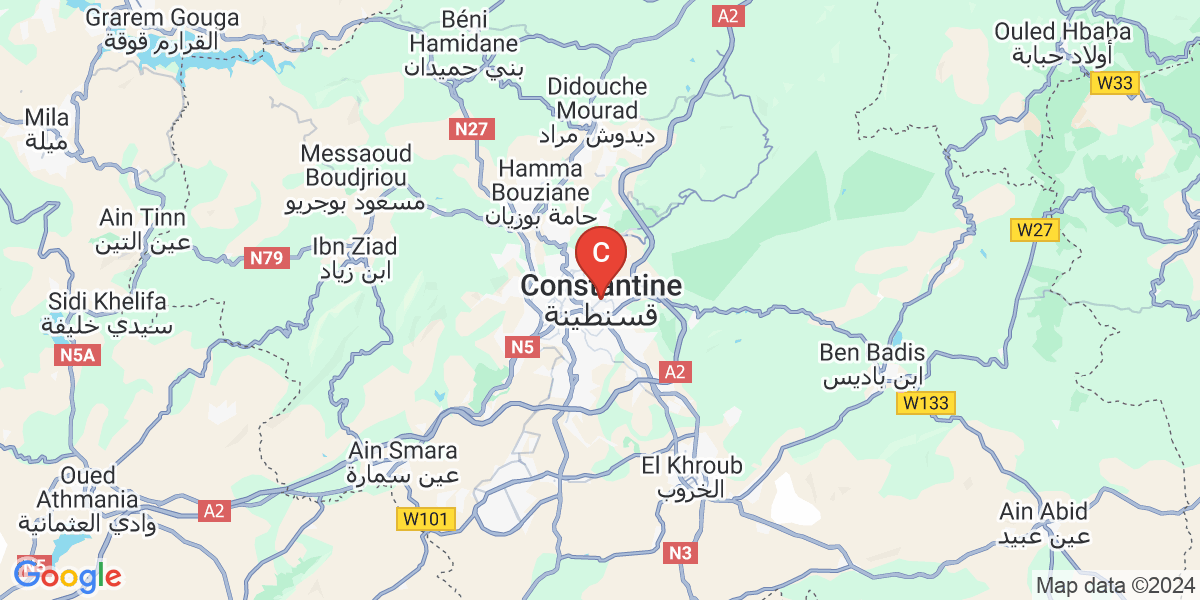 Grarem Gouga
القرارم قوقة
Béni
Hamidane
بني حميدان
A2
Ouled Hbaba
أولاد حبابة
W33
Didouche
Mourad
ديدوش مراد
Mila
ميلة
N27
Messaoud
Boudjriou
مسعود بوجريو
Hamma
Bouziane
حامة بوزيان
Ain Tinn
عين التين
N79
Ibn Ziad
ابن زياد
W27
C
Constantine
قسنطينة
Sidi Khelifa
سيدي خليفة
N5A
N5
A2
Ben Badis
ابن باديس
W133
Ain Smara
عين سمارة
El Khroub
الخروب
Oued
Athmania
وادي العثمانية
A2
W101
Ain Abid
عين عبيد
N3
N5
Google
Map data ©2024